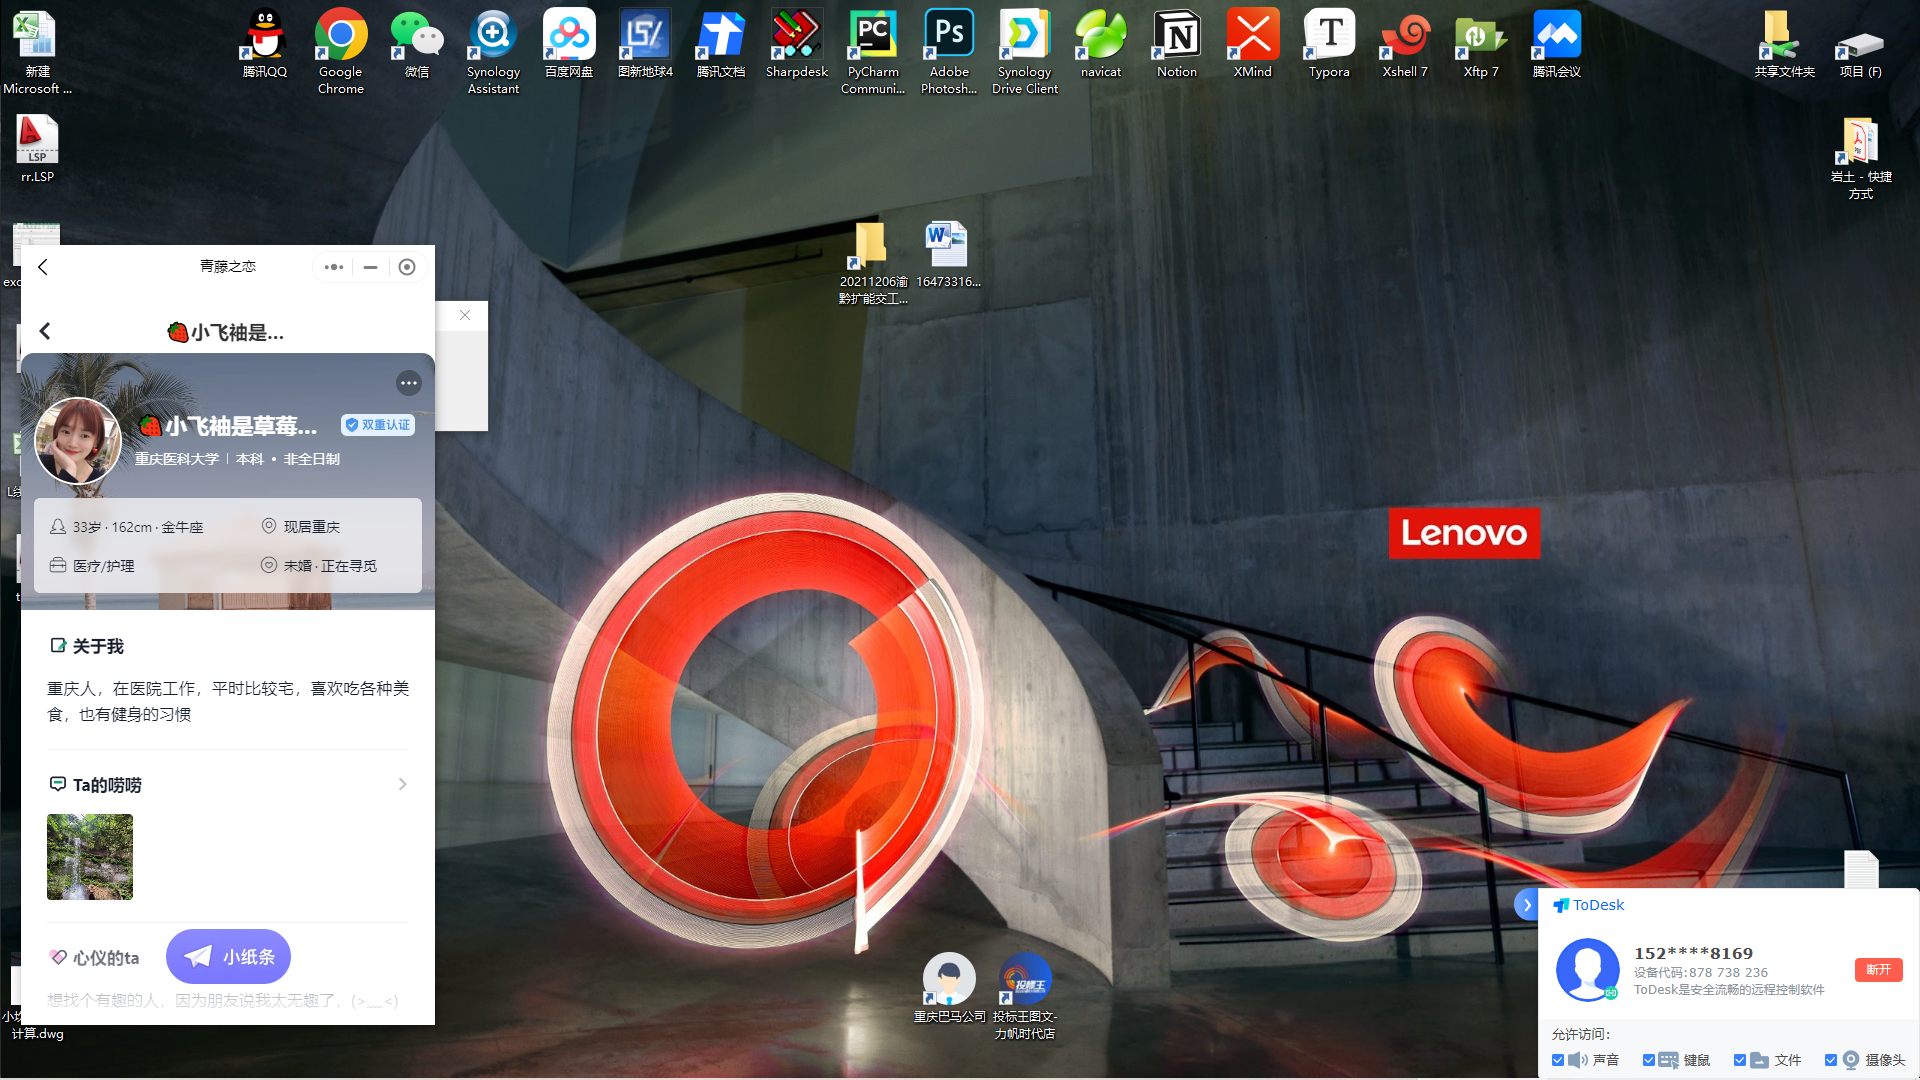 新建
Microsoft ...
腾讯QQ
Google
Chrome
微信
Synology
Assistant
百度网盘
图新地球4
腾讯文档
Sharpdesk
PyCharm
Communi...
Adobe
Photosh...
Synology
Drive Client
navicat
Notion
XMind
Typora
Xshell 7
Xftp 7
腾讯会议
共享文件夹
项目 (F)
LSP
rr.LSP
岩土 - 快捷
方式
20211206渝
黔扩能交工...
16473316...
青藤之恋
🍓小飞袖是...
🍓小飞袖是草莓...
双重认证
重庆医科大学 | 本科 • 非全日制
33岁 · 162cm · 金牛座
现居重庆
医疗/护理
未婚 · 正在寻觅
关于我
重庆人，在医院工作，平时比较宅，喜欢吃各种美
食，也有健身的习惯
Ta的唠唠
心仪的ta
小纸条
想找个有趣的人，因为朋友说我太无趣了，(>﹏<)
计算.dwg
Lenovo
重庆巴马公司
投标王
投标王图文-
力帆时代店
ToDesk
152****8169
设备代码:878 738 236
ToDesk是安全流畅的远程控制软件
断开
允许访问:
声音
键鼠
文件
摄像头